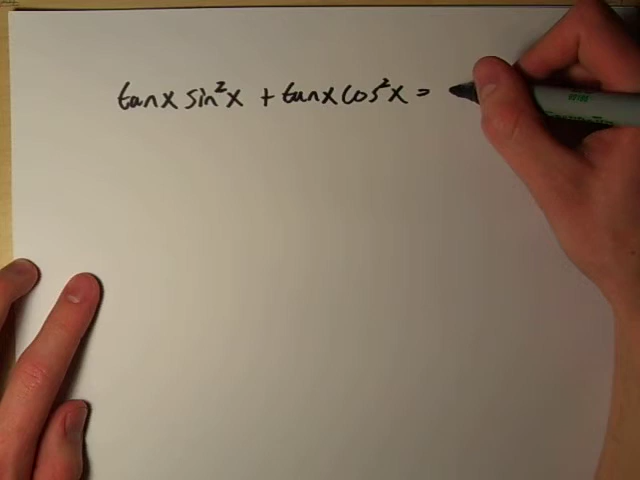 tanx sin²x + tanx cos²x =